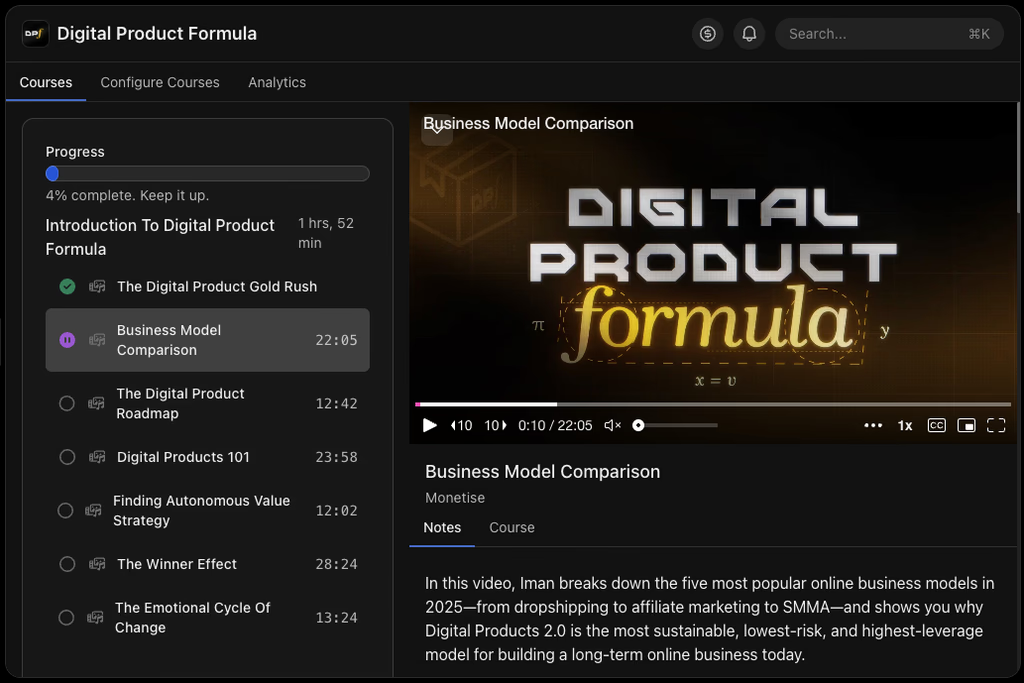 DPF
Digital Product Formula
Search...
⌘K
Courses
Configure Courses
Analytics
Progress
4% complete. Keep it up.
Introduction To Digital Product
Formula
1 hrs, 52
min
The Digital Product Gold Rush
Business Model
Comparison
22:05
The Digital Product
Roadmap
12:42
Digital Products 101
23:58
Finding Autonomous Value
Strategy
12:02
The Winner Effect
28:24
The Emotional Cycle Of
Change
13:24
Business Model Comparison
DIGITAL
PRODUCT
formula
π
y
x = v
10
10
0:10 / 22:05
1x
CC
Business Model Comparison
Monetise
Notes
Course
In this video, Iman breaks down the five most popular online business models in
2025—from dropshipping to affiliate marketing to SMMA—and shows you why
Digital Products 2.0 is the most sustainable, lowest-risk, and highest-leverage
model for building a long-term online business today.